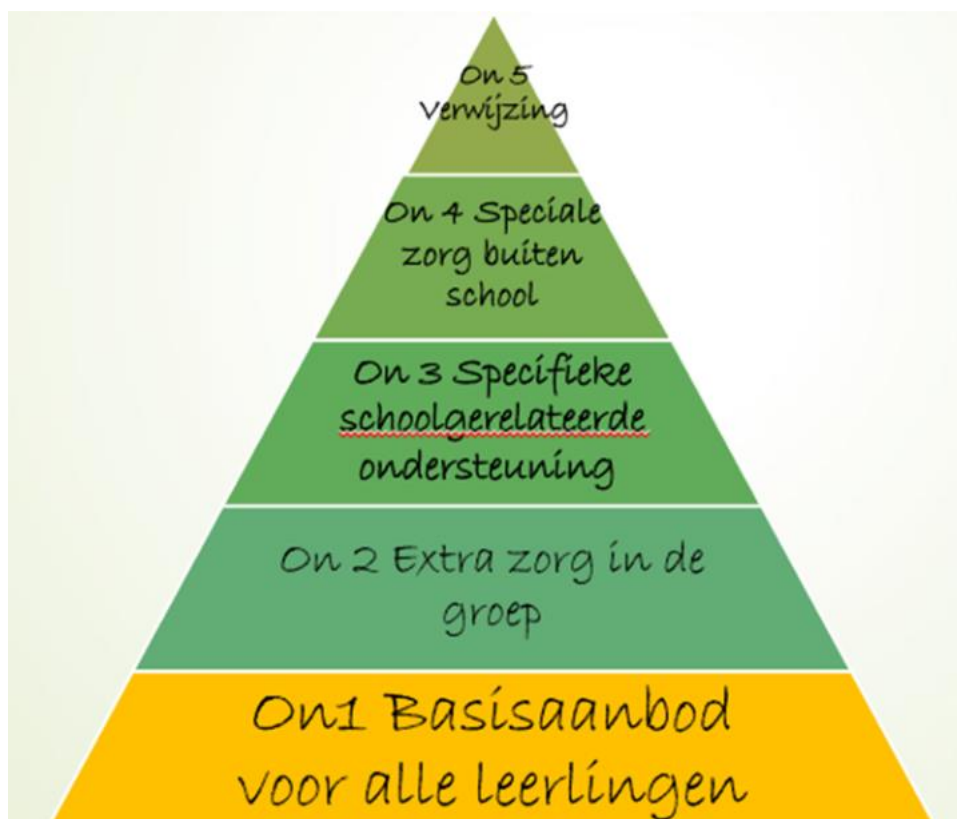 On 5
Verwijzing
On 4 Speciale
zorg buiten
school
On 3 Specifieke
schoolgerelateerde
ondersteuning
On 2 Extra zorg in de
groep
On1 Basisaanbod
voor alle leerlingen